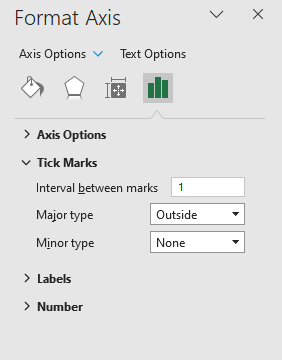 Format Axis
Axis Options Text Options
Axis Options
Tick Marks
Interval between marks 1
Major type Outside
Minor type None
Labels
Number